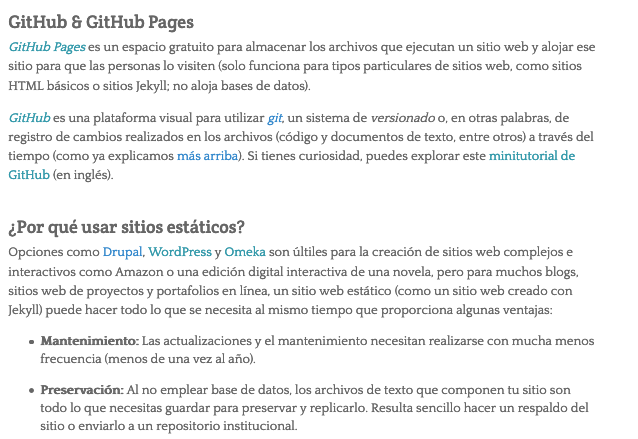 GitHub & GitHub Pages
GitHub Pages es un espacio gratuito para almacenar los archivos que ejecutan un sitio web y alojar ese
sitio para que las personas lo visiten (solo funciona para tipos particulares de sitios web, como sitios
HTML básicos o sitios Jekyll; no aloja bases de datos).
GitHub es una plataforma visual para utilizar git, un sistema de versionado o, en otras palabras, de
registro de cambios realizados en los archivos (código y documentos de texto, entre otros) a través del
tiempo (como ya explicamos más arriba). Si tienes curiosidad, puedes explorar este minitutorial de
GitHub (en inglés).
¿Por qué usar sitios estáticos?
Opciones como Drupal, WordPress y Omeka son últiles para la creación de sitios web complejos e
interactivos como Amazon o una edición digital interactiva de una novela, pero para muchos blogs,
sitios web de proyectos y portafolios en línea, un sitio web estático (como un sitio web creado con
Jekyll) puede hacer todo lo que se necesita al mismo tiempo que proporciona algunas ventajas:
• Mantenimiento: Las actualizaciones y el mantenimiento necesitan realizarse con mucha menos
frecuencia (menos de una vez al año).
• Preservación: Al no emplear base de datos, los archivos de texto que componen tu sitio son
todo lo que necesitas guardar para preservar y replicarlo. Resulta sencillo hacer un respaldo del
sitio o enviarlo a un repositorio institucional.